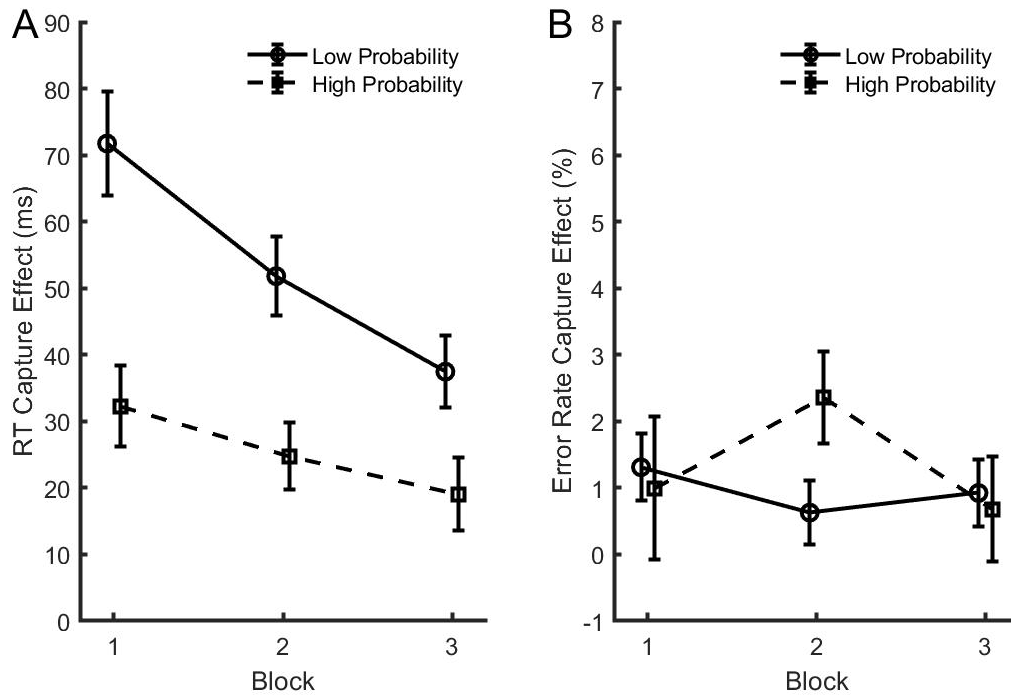 A
90
80
70
60
50
40
30
20
10
0
RT Capture Effect (ms)
Low Probability
High Probability
1 2 3
Block
B
8
7
6
5
4
3
2
1
0
-1
Error Rate Capture Effect (%)
Low Probability
High Probability
1 2 3
Block